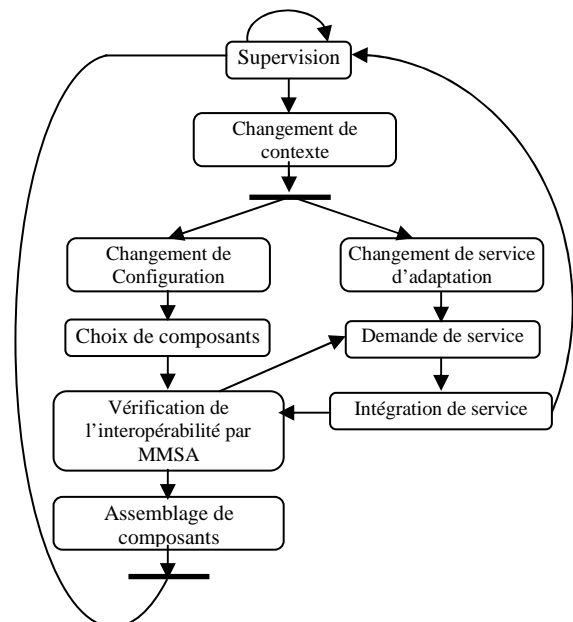 Supervision
Changement de
contexte
Changement de
Configuration
Changement de service
d'adaptation
Choix de composants
Demande de service
Vérification de
l'interopérabilité par
MMSA
Intégration de service
Assemblage de
composants